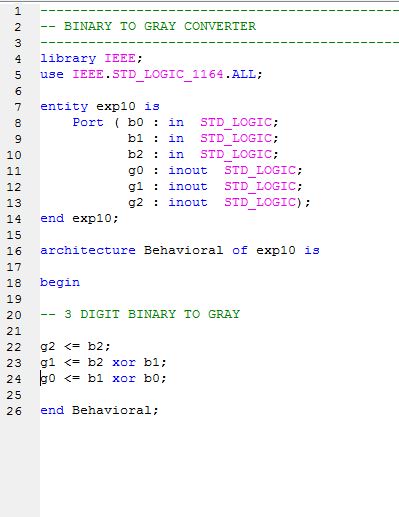 1 --------------------------------------------
2 -- BINARY TO GRAY CONVERTER
3 --------------------------------------------
4 library IEEE;
5 use IEEE.STD_LOGIC_1164.ALL;
6
7 entity exp10 is
8     Port ( b0 : in  STD_LOGIC;
9            b1 : in  STD_LOGIC;
10            b2 : in  STD_LOGIC;
11            g0 : inout  STD_LOGIC;
12            g1 : inout  STD_LOGIC;
13            g2 : inout  STD_LOGIC);
14 end exp10;
15
16 architecture Behavioral of exp10 is
17
18 begin
19
20 -- 3 DIGIT BINARY TO GRAY
21
22 g2 <= b2;
23 g1 <= b2 xor b1;
24 g0 <= b1 xor b0;
25
26 end Behavioral;